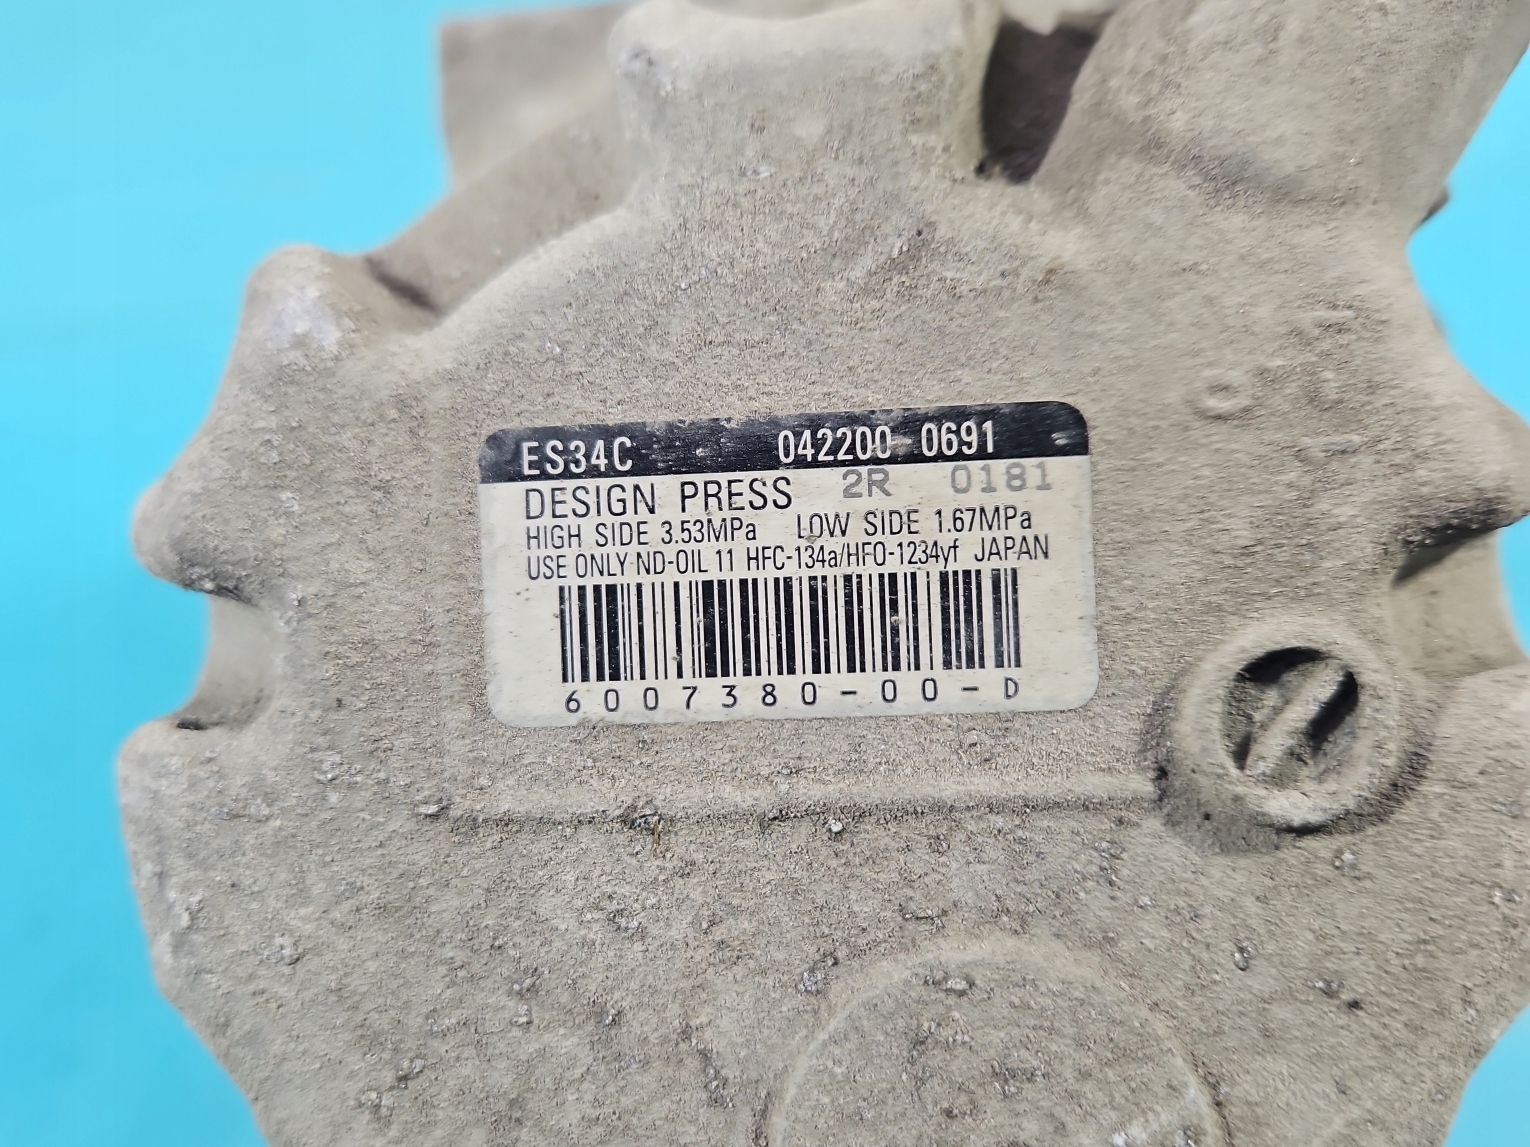 ES34C 042200 0691
DESIGN PRESS 2R 0181
HIGH SIDE 3.53MPa LOW SIDE 1.67MPa
USE ONLY ND-OIL 11 HFC-134a/HFO-1234yf JAPAN
6007380-00-D